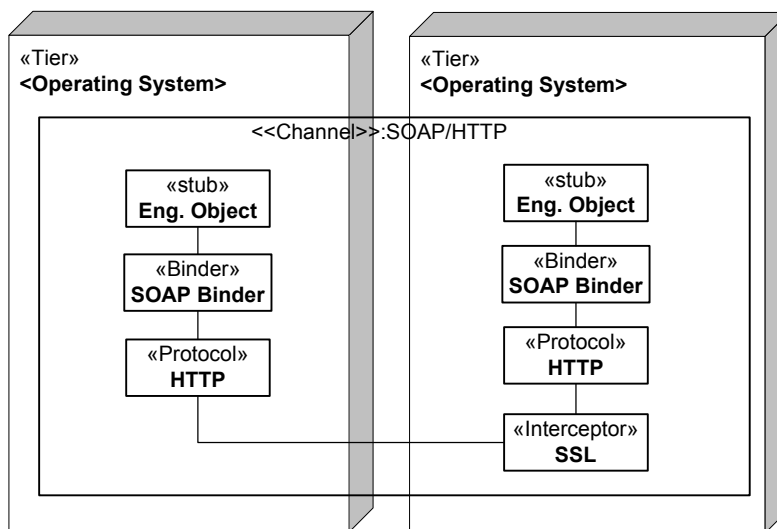 «Tier»
<Operating System>
«Tier»
<Operating System>
<<Channel>>:SOAP/HTTP
«stub»
Eng. Object
«Binder»
SOAP Binder
«Protocol»
HTTP
«stub»
Eng. Object
«Binder»
SOAP Binder
«Protocol»
HTTP
«Interceptor»
SSL